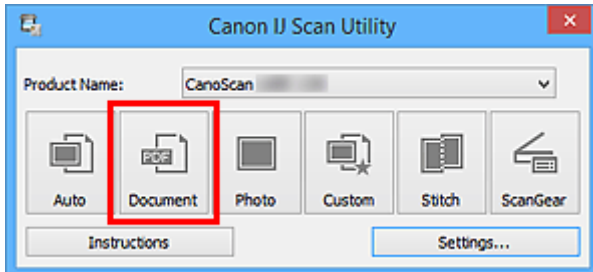 Canon IJ Scan Utility
Product Name: CanoScan
PDF
Auto Document Photo Custom Stitch ScanGear
Instructions Settings...